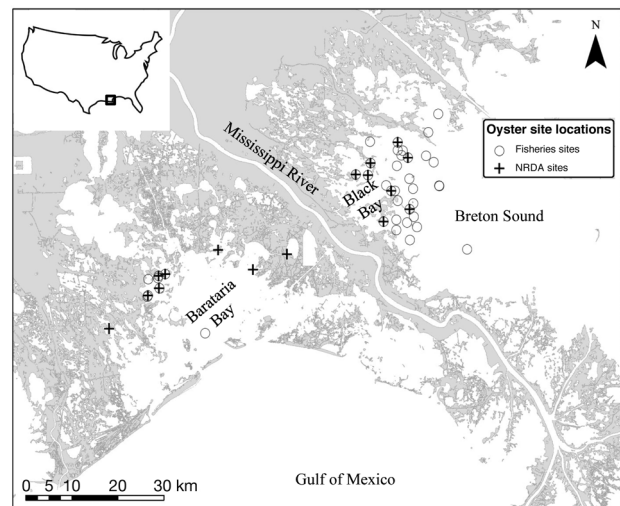 N
Oyster site locations
Fisheries sites
NRDA sites
Mississippi River
Black
Bay
Breton Sound
Barataria
Bay
Gulf of Mexico
0 5 10 20 30 km